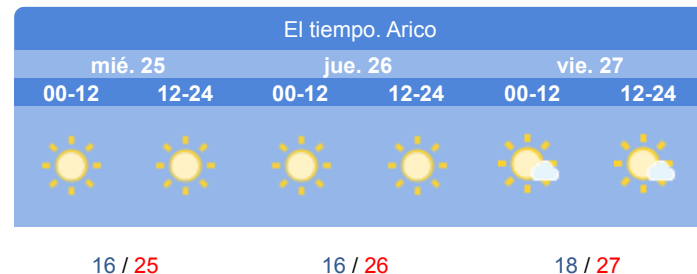 El tiempo. Arico
mié. 25 jue. 26 vie. 27
00-12 12-24 00-12 12-24 00-12 12-24
16 / 25 16 / 26 18 / 27